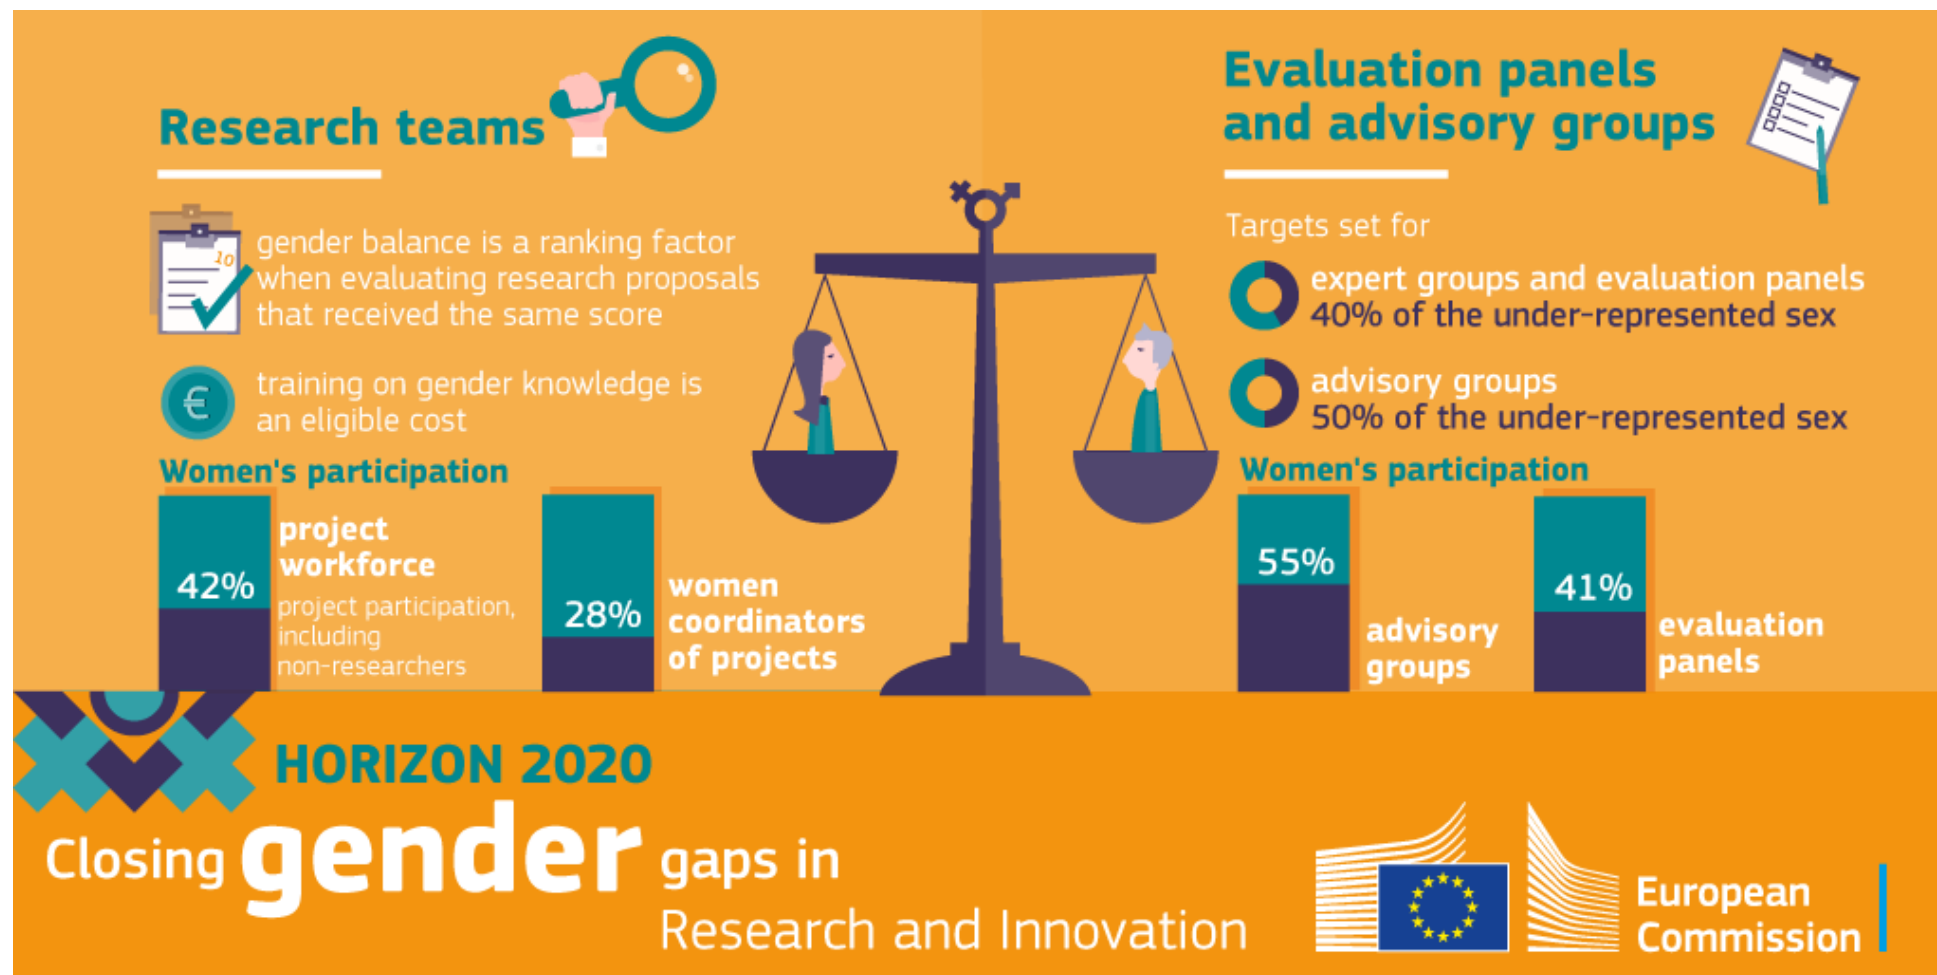 Research teams
10
gender balance is a ranking factor
when evaluating research proposals
that received the same score
€
training on gender knowledge is
an eligible cost
Women's participation
42%
project
workforce
project participation,
including
non-researchers
28%
women
coordinators
of projects
Evaluation panels
and advisory groups
Targets set for
expert groups and evaluation panels
40% of the under-represented sex
advisory groups
50% of the under-represented sex
Women's participation
55%
advisory
groups
41%
evaluation
panels
HORIZON 2020
Closing gender gaps in
Research and Innovation
European
Commission